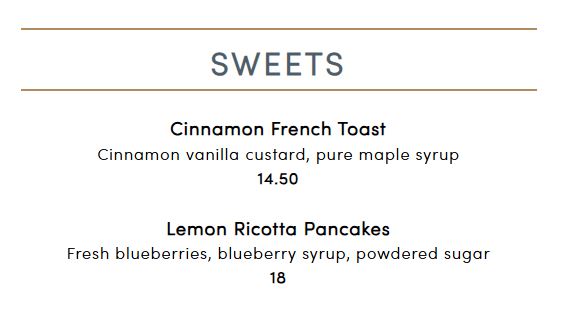 SWEETS
Cinnamon French Toast
Cinnamon vanilla custard, pure maple syrup
14.50
Lemon Ricotta Pancakes
Fresh blueberries, blueberry syrup, powdered sugar
18